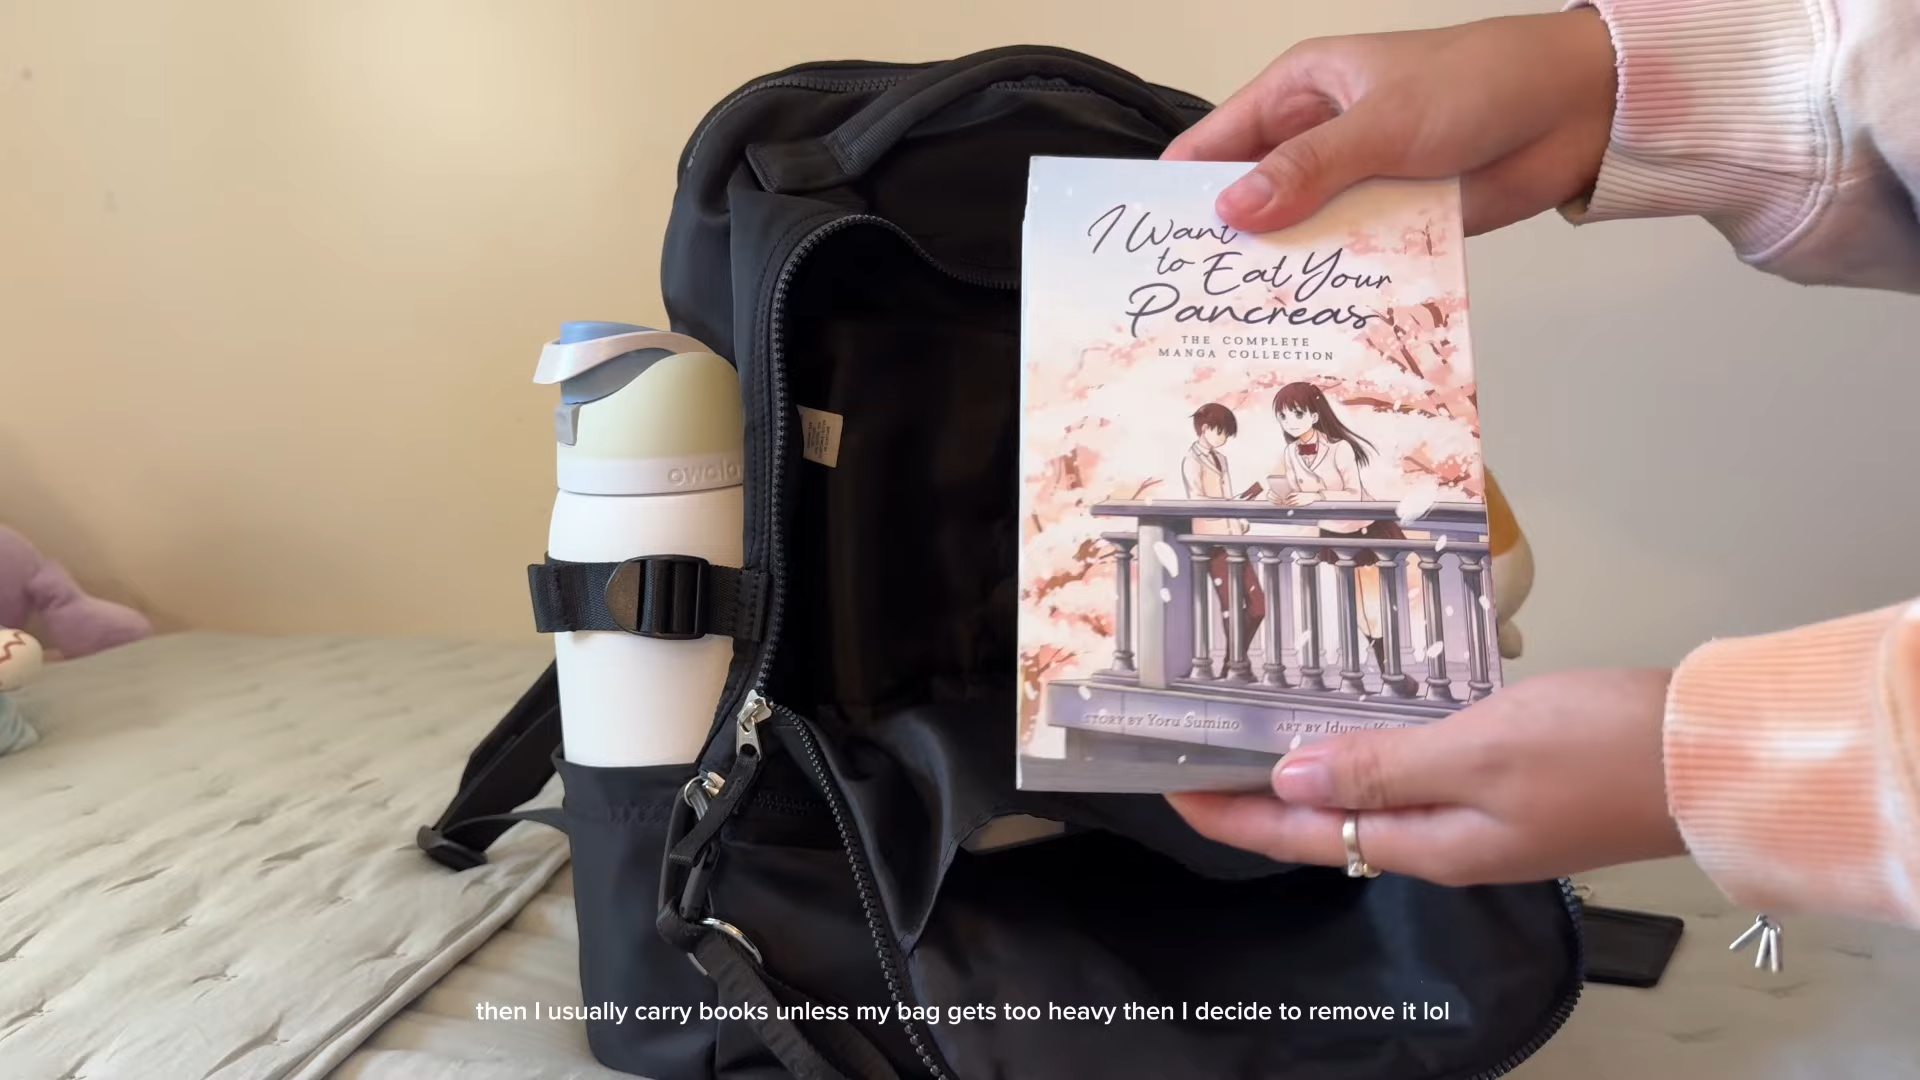 I Want
to Eat Your
Pancreas
THE COMPLETE
MANGA COLLECTION
owala
STORY BY Yoru Sumino
ART BY Idumi
then I usually carry books unless my bag gets too heavy then I decide to remove it lol